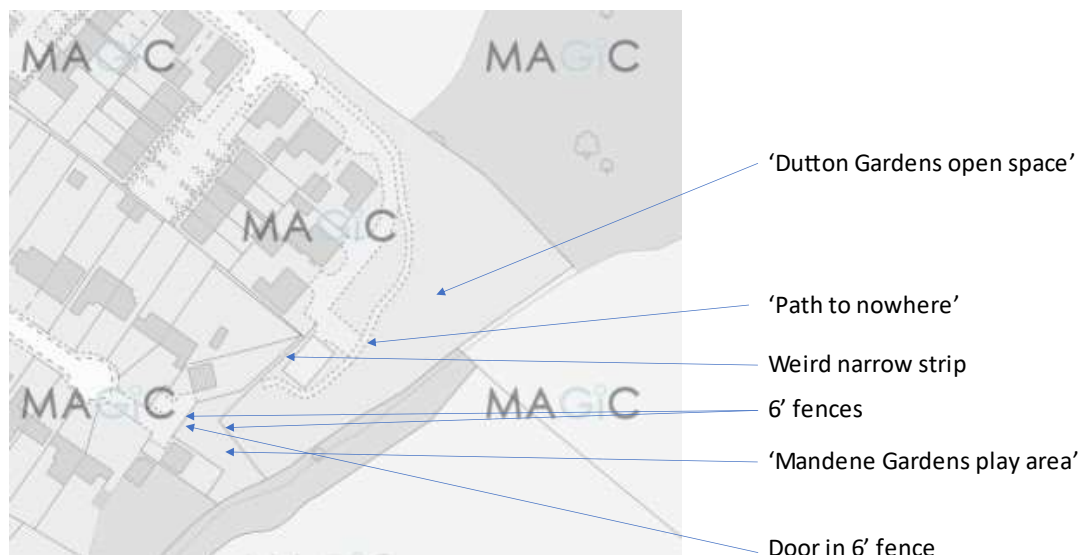 MAGiC
MAGiC
‘Dutton Gardens open space’
MAGiC
‘Path to nowhere’
Weird narrow strip
MAGiC
MAGiC
6’ fences
‘Mandene Gardens play area’
Door in 6’ fence